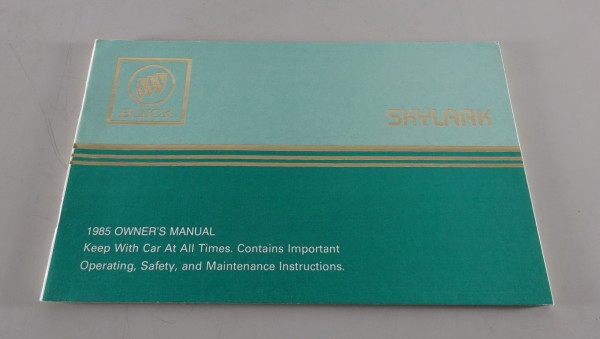 BUICK
SKYLARK
1985 OWNER'S MANUAL
Keep With Car At All Times. Contains Important
Operating, Safety, and Maintenance Instructions.